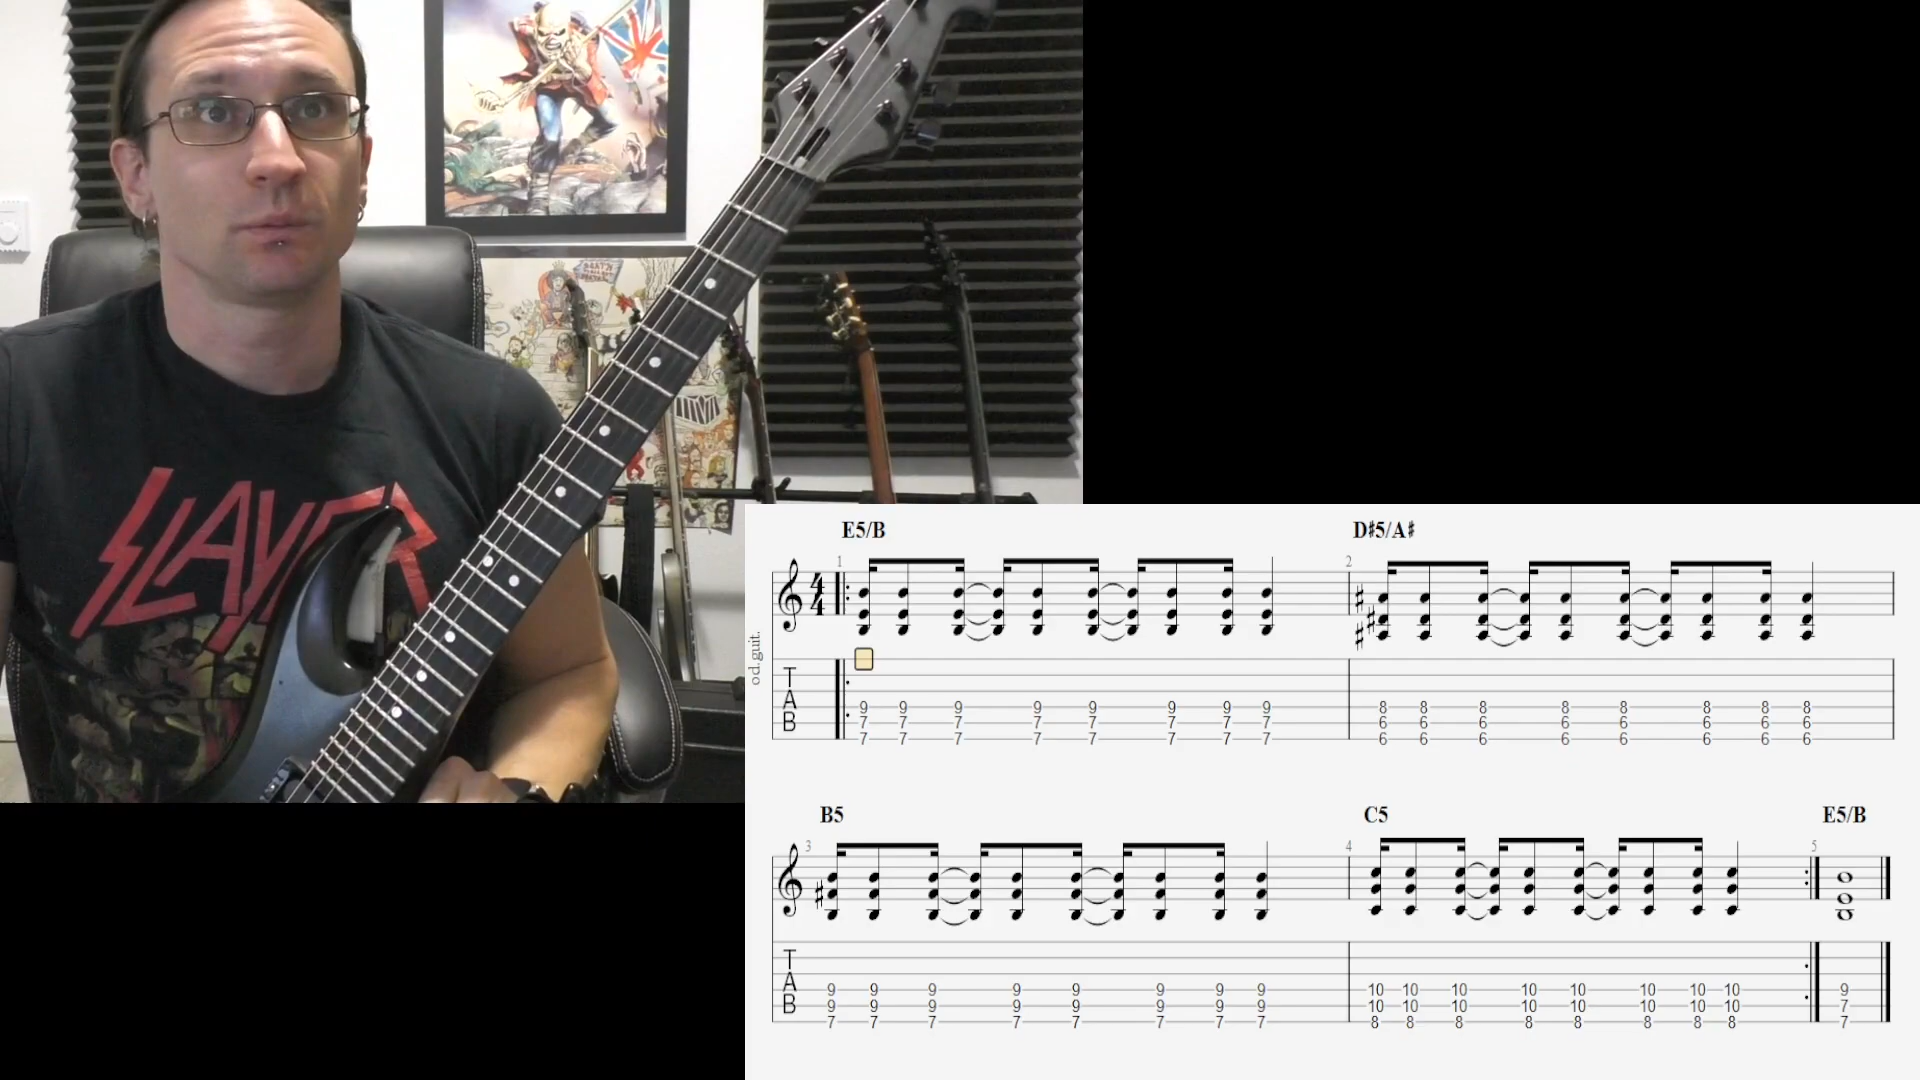 SLAYER
E5/B
D♯5/A♯
od.guit.
1
4
4
2
T
A
B
9 9 9 9 9 9 9 9
7 7 7 7 7 7 7 7
7 7 7 7 7 7 7 7
8 8 8 8 8 8 8 8
6 6 6 6 6 6 6 6
6 6 6 6 6 6 6 6
B5
C5
E5/B
3
4
5
T
A
B
9 9 9 9 9 9 9 9
9 9 9 9 9 9 9 9
7 7 7 7 7 7 7 7
10 10 10 10 10 10 10 10
10 10 10 10 10 10 10 10
8 8 8 8 8 8 8 8
9
7
7